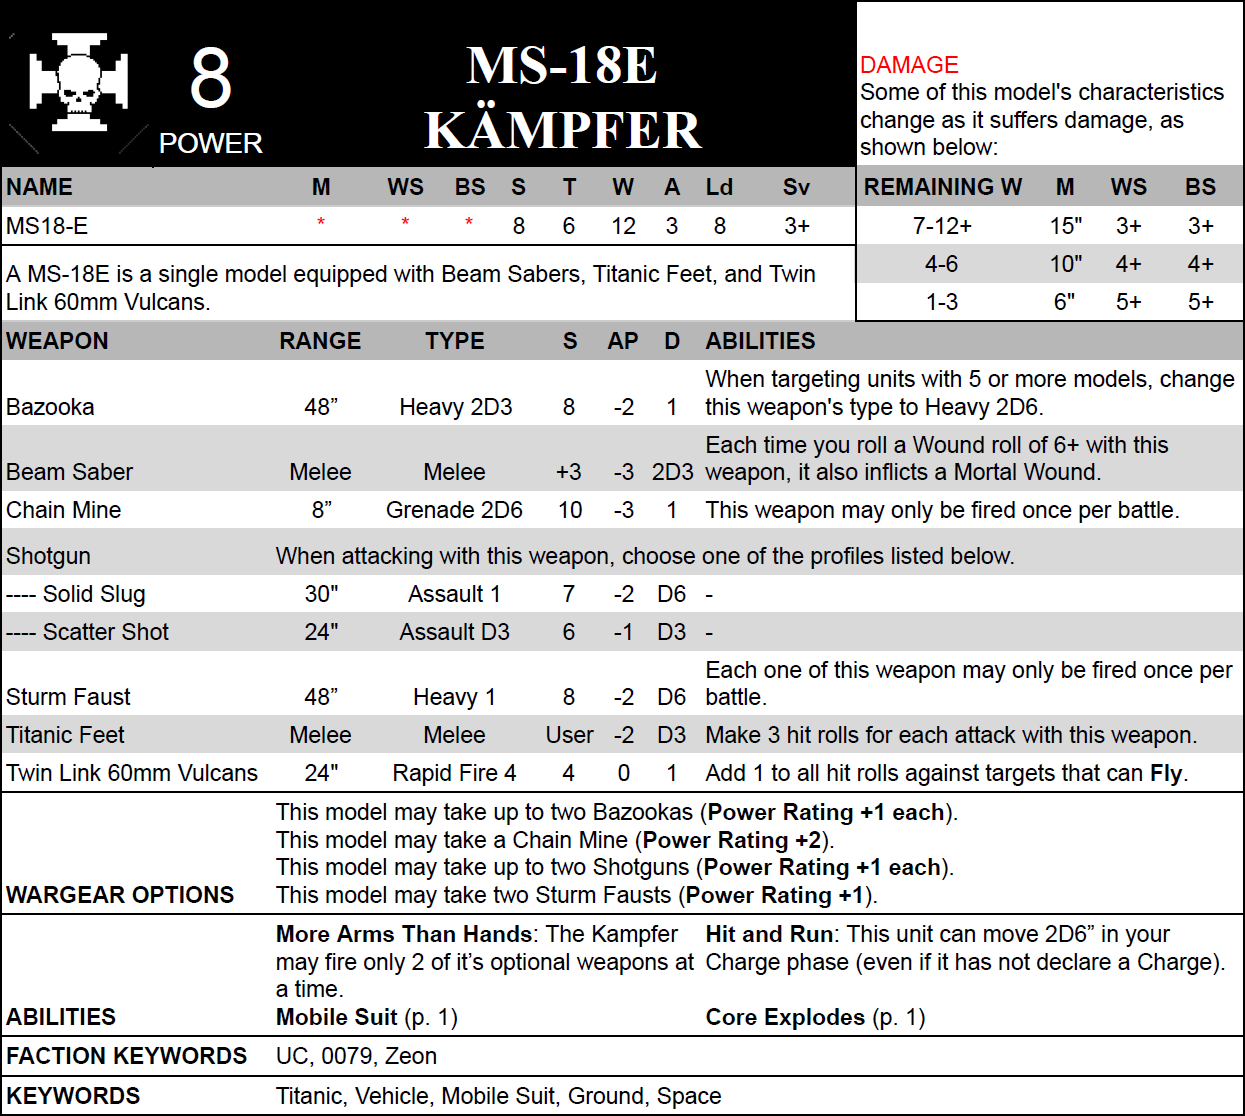 8
POWER
MS-18E
KÄMPFER
DAMAGE
Some of this model's characteristics
change as it suffers damage, as
shown below:
NAME M WS BS S T W A Ld Sv
MS18-E * * * 8 6 12 3 8 3+
REMAINING W M WS BS
7-12+ 15" 3+ 3+
4-6 10" 4+ 4+
1-3 6" 5+ 5+
A MS-18E is a single model equipped with Beam Sabers, Titanic Feet, and Twin
Link 60mm Vulcans.
WEAPON RANGE TYPE S AP D ABILITIES
When targeting units with 5 or more models, change
Bazooka 48” Heavy 2D3 8 -2 1 this weapon's type to Heavy 2D6.
Each time you roll a Wound roll of 6+ with this
Beam Saber Melee Melee +3 -3 2D3 weapon, it also inflicts a Mortal Wound.
Chain Mine 8” Grenade 2D6 10 -3 1 This weapon may only be fired once per battle.
Shotgun When attacking with this weapon, choose one of the profiles listed below.
---- Solid Slug 30" Assault 1 7 -2 D6 -
---- Scatter Shot 24" Assault D3 6 -1 D3 -
Each one of this weapon may only be fired once per
Sturm Faust 48” Heavy 1 8 -2 D6 battle.
Titanic Feet Melee Melee User -2 D3 Make 3 hit rolls for each attack with this weapon.
Twin Link 60mm Vulcans 24" Rapid Fire 4 4 0 1 Add 1 to all hit rolls against targets that can Fly.
This model may take up to two Bazookas (Power Rating +1 each).
This model may take a Chain Mine (Power Rating +2).
This model may take up to two Shotguns (Power Rating +1 each).
WARGEAR OPTIONS This model may take two Sturm Fausts (Power Rating +1).
More Arms Than Hands: The Kampfer
may fire only 2 of it’s optional weapons at
a time.
Hit and Run: This unit can move 2D6” in your
Charge phase (even if it has not declare a Charge).
ABILITIES Mobile Suit (p. 1) Core Explodes (p. 1)
FACTION KEYWORDS UC, 0079, Zeon
KEYWORDS Titanic, Vehicle, Mobile Suit, Ground, Space